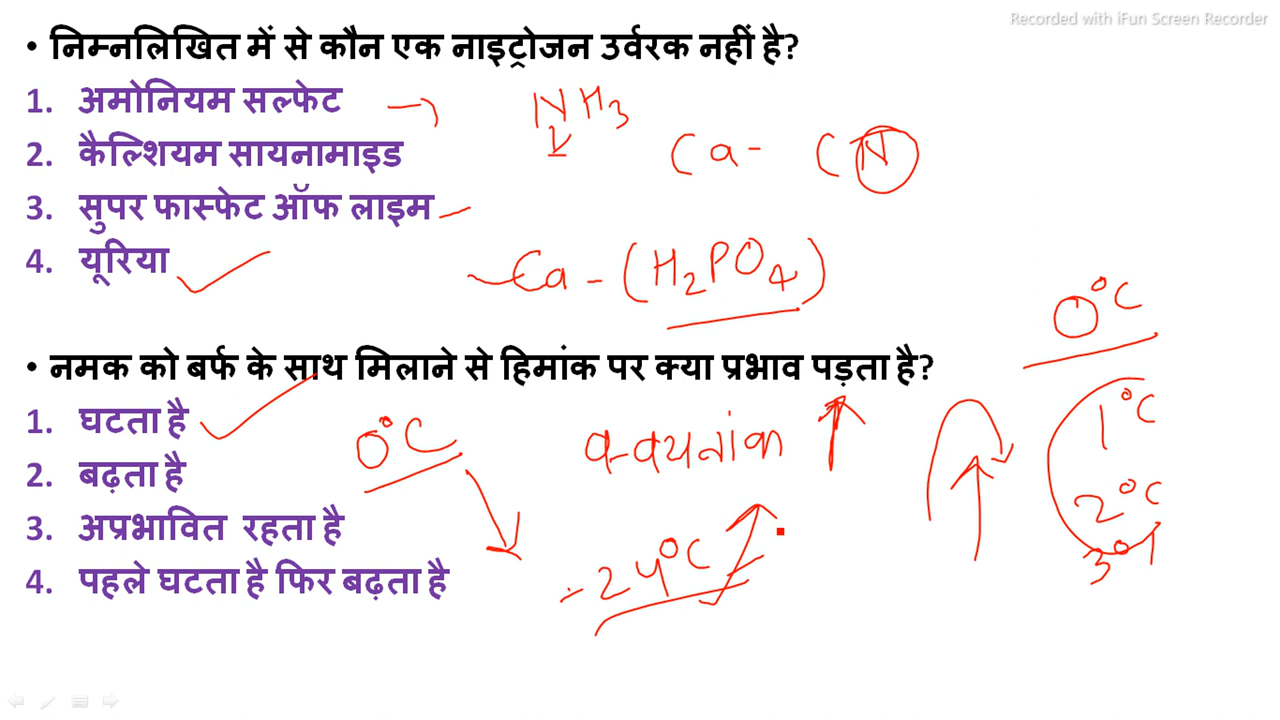 Recorded with iFun Screen Recorder
• निम्नलिखित में से कौन एक नाइट्रोजन उर्वरक नहीं है?
1. अमोनियम सल्फेट
NH3
2. कैल्शियम सायनामाइड
Ca- CN
3. सुपर फास्फेट ऑफ लाइम
4. यूरिया
Ca-(H2PO4)
0°C
• नमक को बर्फ के साथ मिलाने से हिमांक पर क्या प्रभाव पड़ता है?
1. घटता है
0°C
1°C
2. बढ़ता है
2°C
3. अप्रभावित रहता है
4. पहले घटता है फिर बढ़ता है